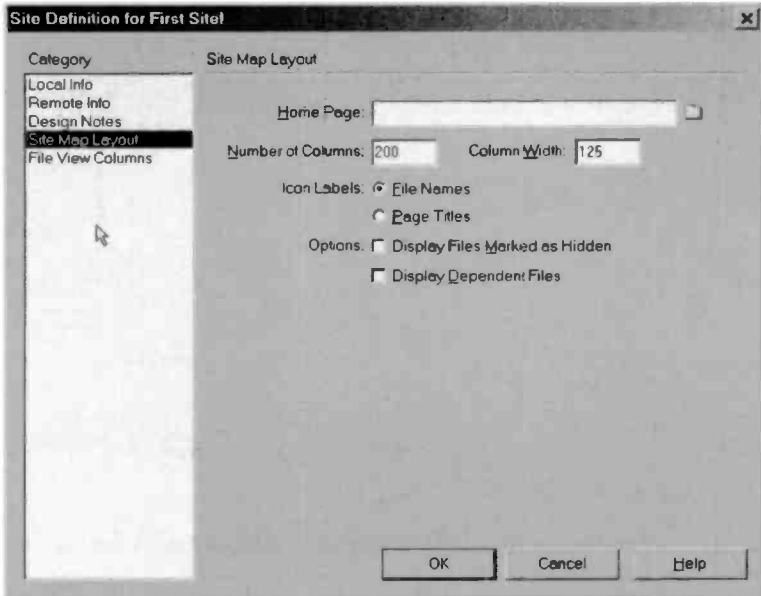 Site Definition for First Site!
Category
Local Info
Remote Info
Design Notes
Site Map Layout
File View Columns
Site Map Layout
Home Page:
Number of Columns: 200 Column Width: 125
Icon Labels: File Names
Page Titles
Options: Display Files Marked as Hidden
Display Dependent Files
OK Cancel Help